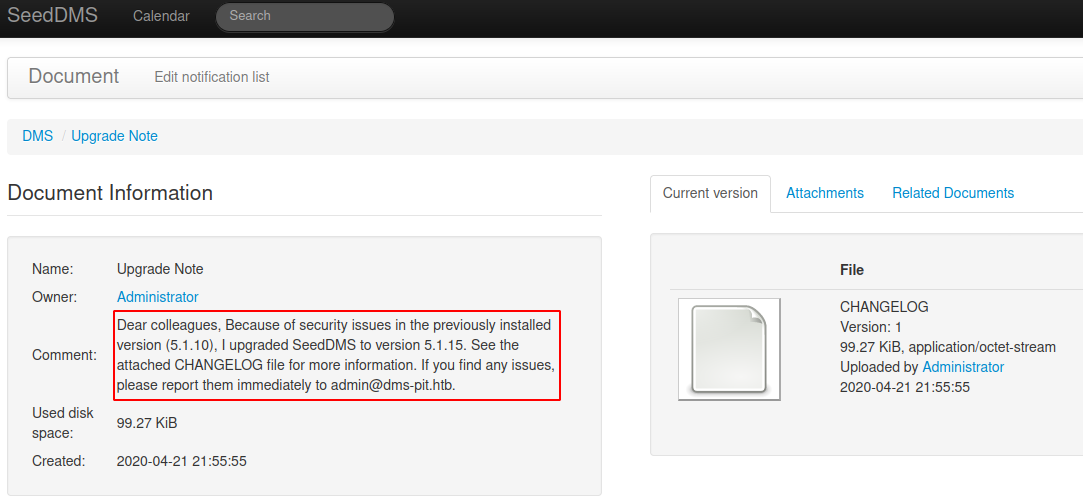 SeedDMS Calendar Search
Document Edit notification list
DMS / Upgrade Note
Document Information
Name: Upgrade Note
Owner: Administrator
Comment: Dear colleagues, Because of security issues in the previously installed
version (5.1.10), I upgraded SeedDMS to version 5.1.15. See the
attached CHANGELOG file for more information. If you find any issues,
please report them immediately to admin@dms-pit.htb.
Used disk
space: 99.27 KiB
Created: 2020-04-21 21:55:55
Current version Attachments Related Documents
File
CHANGELOG
Version: 1
99.27 KiB, application/octet-stream
Uploaded by Administrator
2020-04-21 21:55:55